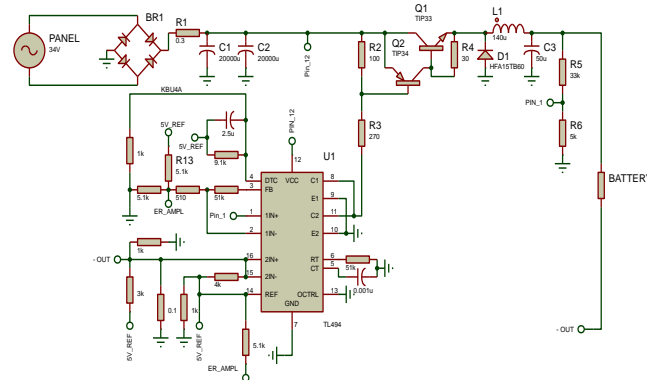 PANEL
34V
BR1
KBU4A
R1
0.3
C1
20000u
C2
20000u
Pin_12
R2
100
Q2
TIP34
Q1
TIP33
R4
30
D1
HFA15TB60
L1
140u
C3
50u
R5
33k
PIN_1
R6
5k
R3
270
BATTERY
- OUT
5V_REF
5V_REF
2.5u
9.1k
1k
R13
5.1k
5.1k
510
51k
ER_AMPL
Pin_1
PIN_12
U1
12
VCC
4
DTC
3
FB
1
1IN+
2
1IN-
16
2IN+
15
2IN-
14
REF
GND
7
C1
8
E1
9
C2
11
E2
10
RT
6
CT
5
OCTRL
13
TL494
51k
0.001u
1k
- OUT
3k
0.1
1k
4k
5V_REF
5V_REF
5.1k
ER_AMPL